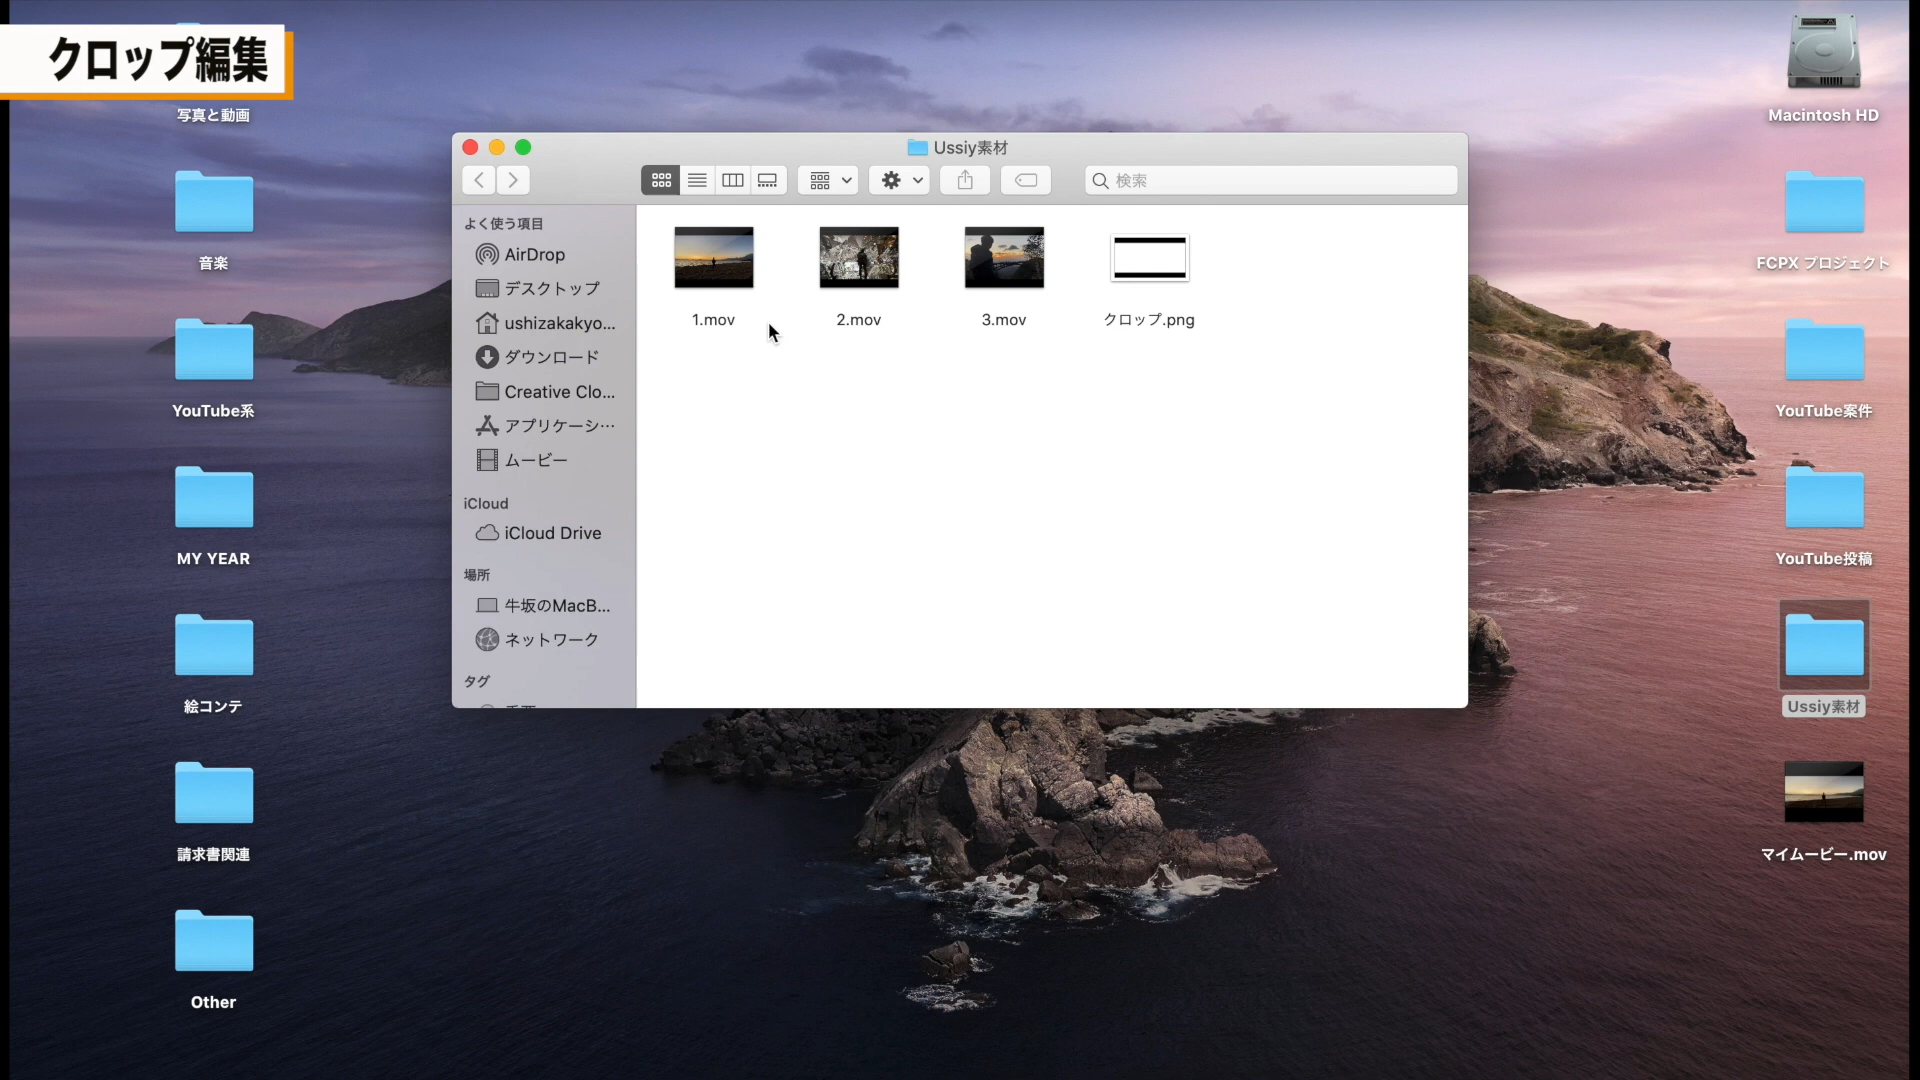 クロップ編集
写真と動画
音楽
YouTube系
MY YEAR
絵コンテ
請求書関連
Other
Ussiy素材
検索
よく使う項目
AirDrop
デスクトップ
ushizakakyo...
ダウンロード
Creative Clo...
アプリケーシ…
ムービー
iCloud
iCloud Drive
場所
牛坂のMacB...
ネットワーク
タグ
1.mov
2.mov
3.mov
クロップ.png
Macintosh HD
FCPX プロジェクト
YouTube案件
YouTube投稿
Ussiy素材
マイムービー.mov